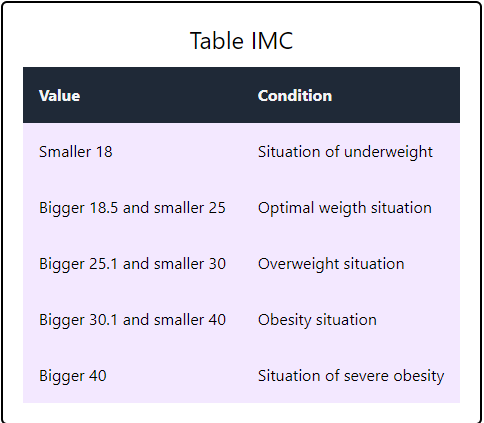 Table IMC
Value Condition
Smaller 18 Situation of underweight
Bigger 18.5 and smaller 25 Optimal weigth situation
Bigger 25.1 and smaller 30 Overweight situation
Bigger 30.1 and smaller 40 Obesity situation
Bigger 40 Situation of severe obesity